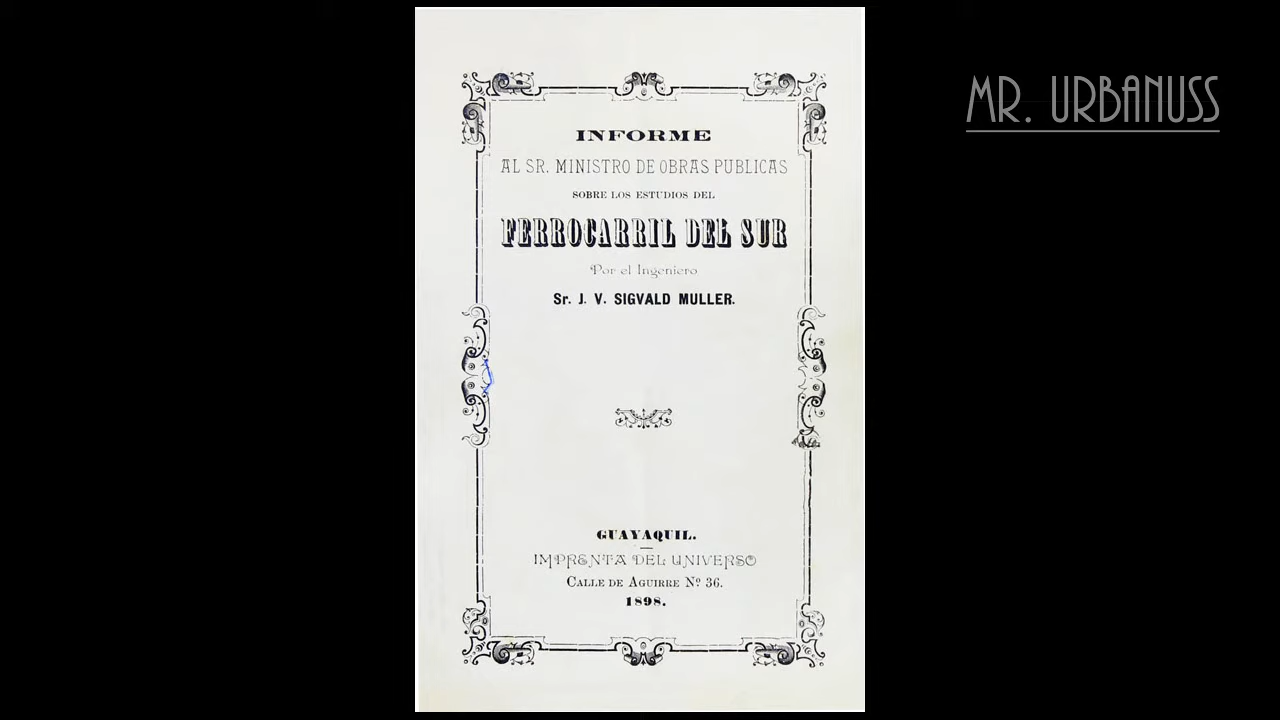 MR. URBANUSS
INFORME
AL SR. MINISTRO DE OBRAS PUBLICAS
SOBRE LOS ESTUDIOS DEL
FERROCARRIL DEL SUR
Por el Ingeniero
Sr. J. V. SIGVALD MULLER.
GUAYAQUIL.
IMPRENTA DEL UNIVERSO
CALLE DE AGUIRRE Nº 36.
1898.